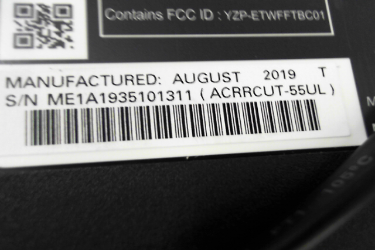 Contains FCC ID : YZP-ETWFFTBC01
MANUFACTURED: AUGUST 2019 T
S/N ME1A1935101311 ( ACRRCUT-55UL )